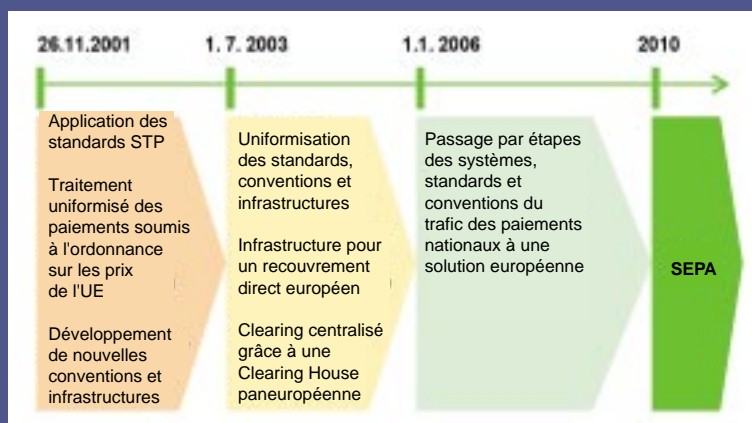 26.11.2001
1. 7. 2003
1.1. 2006
2010
Application des
standards STP
Traitement
uniformisé des
paiements soumis
à l'ordonnance
sur les prix
de l'UE
Développement
de nouvelles
conventions et
infrastructures
Uniformisation
des standards,
conventions et
infrastructures
Infrastructure pour
un recouvrement
direct européen
Clearing centralisé
grâce à une
Clearing House
paneuropéenne
Passage par étapes
des systèmes,
standards et
conventions du
trafic des paiements
nationaux à une
solution européenne
SEPA